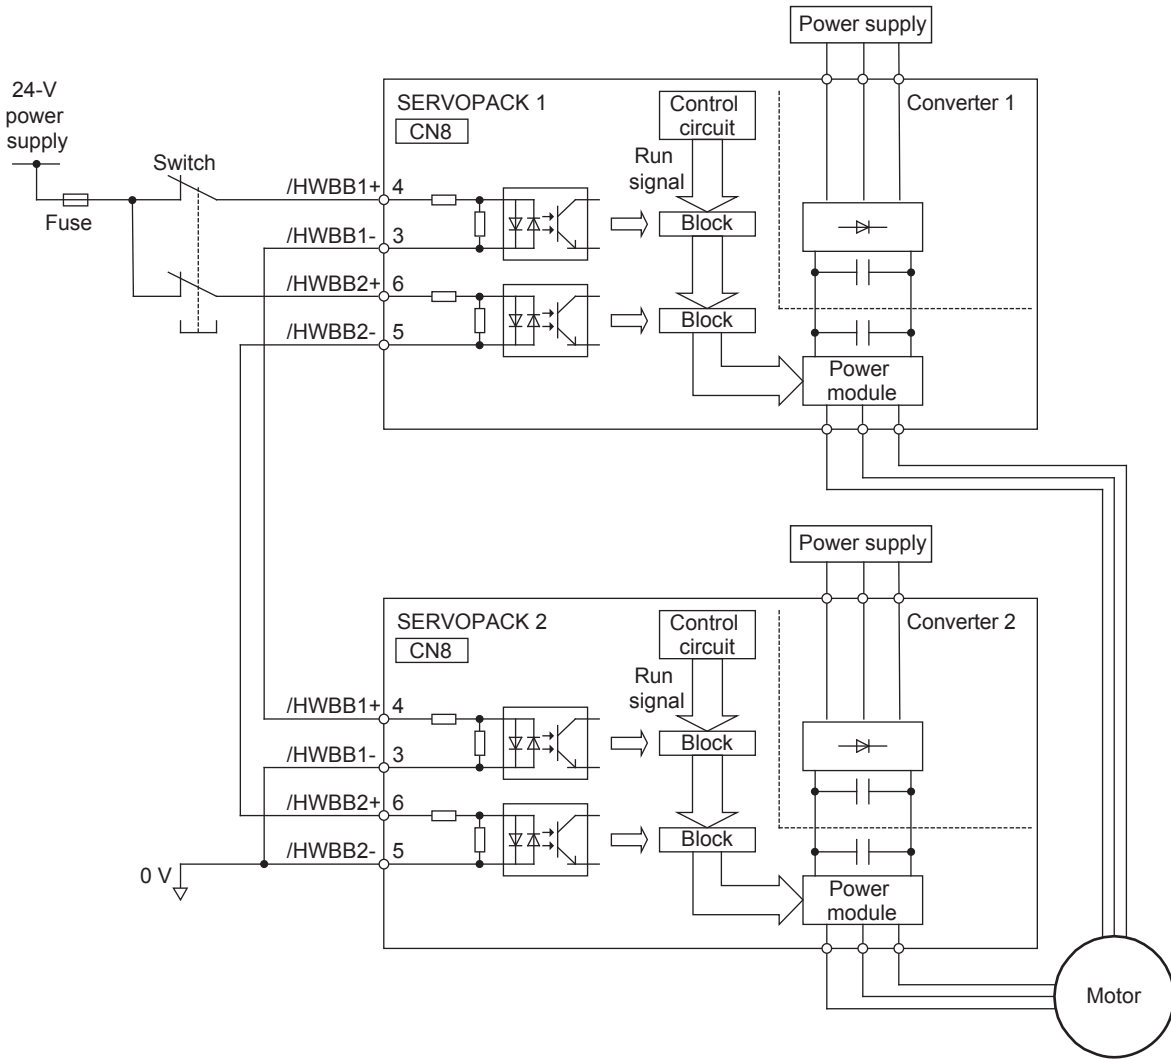 Power supply
24-V
power
supply
SERVOPACK 1
CN8
Control
circuit
Converter 1
Run
signal
Switch
Fuse
/HWBB1+ 4
/HWBB1- 3
Block
/HWBB2+ 6
/HWBB2- 5
Block
Power
module
Power supply
SERVOPACK 2
CN8
Control
circuit
Converter 2
Run
signal
/HWBB1+ 4
/HWBB1- 3
Block
/HWBB2+ 6
/HWBB2- 5
Block
0 V
Power
module
Motor